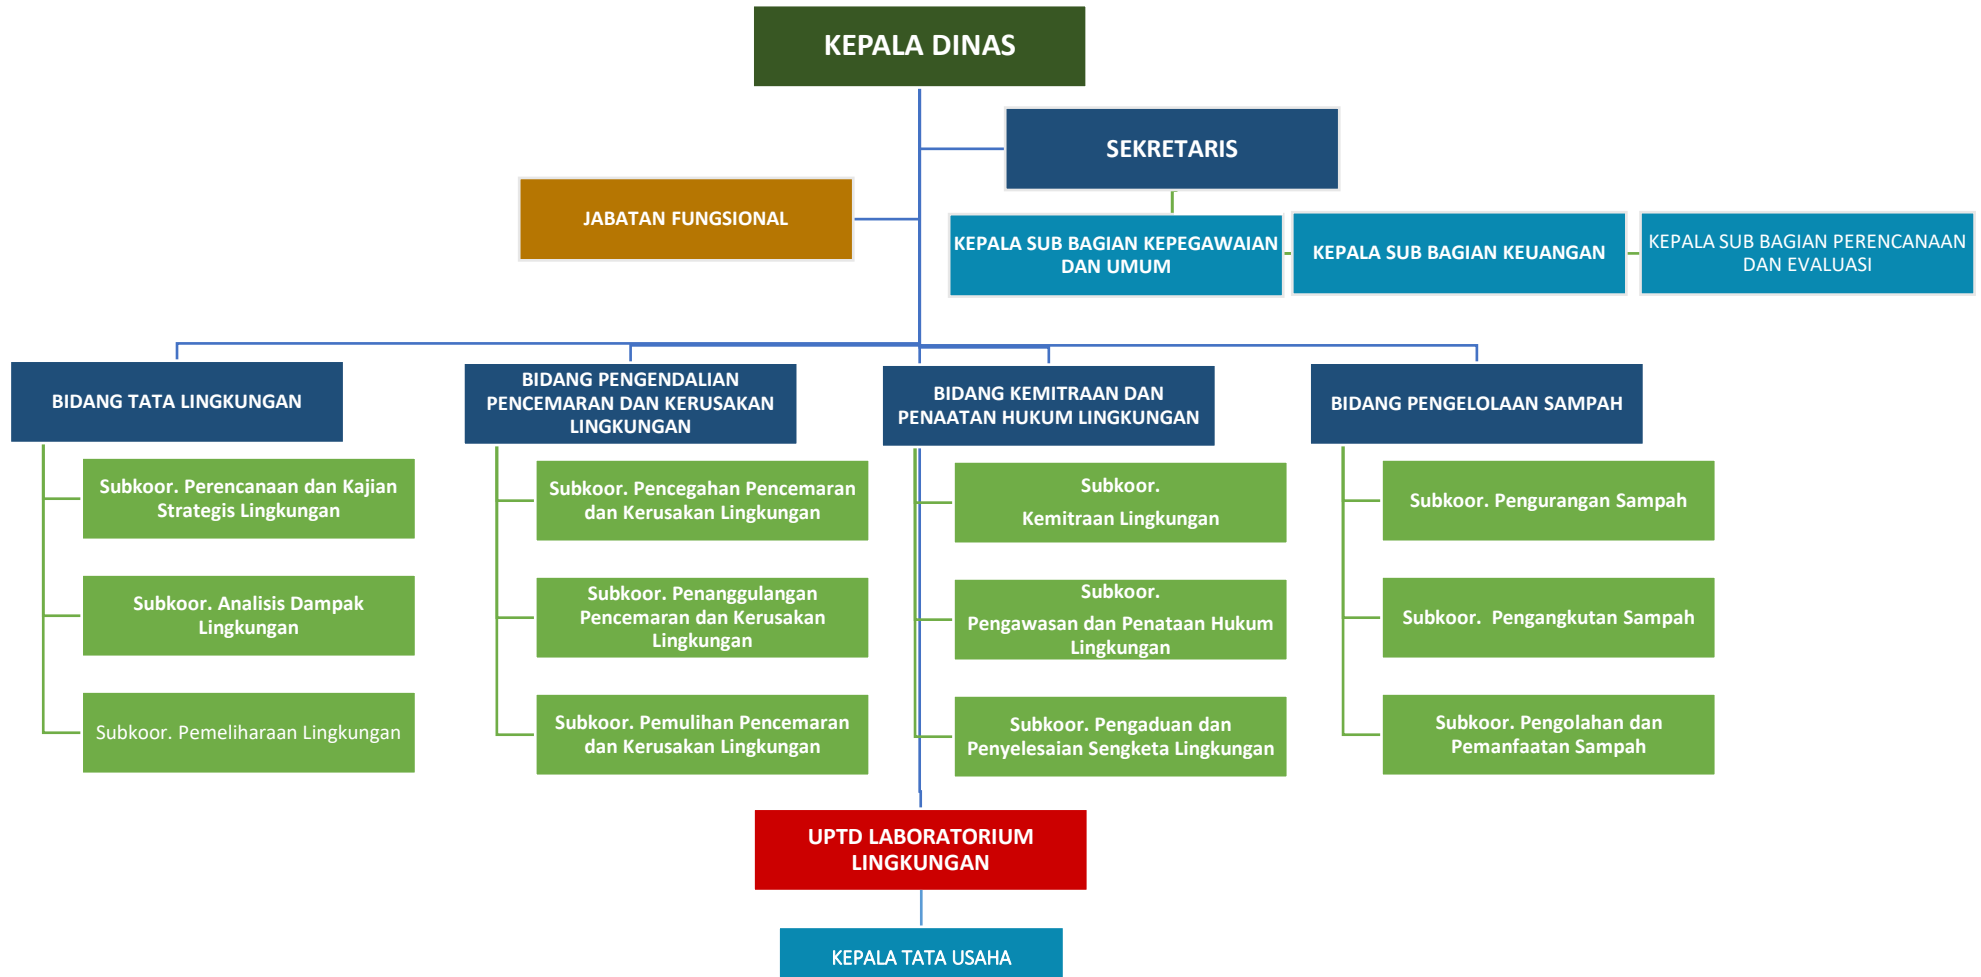 KEPALA DINAS
SEKRETARIS
JABATAN FUNGSIONAL
KEPALA SUB BAGIAN KEPEGAWAIAN
DAN UMUM
KEPALA SUB BAGIAN KEUANGAN
KEPALA SUB BAGIAN PERENCANAAN
DAN EVALUASI
BIDANG TATA LINGKUNGAN
Subkoor. Perencanaan dan Kajian
Strategis Lingkungan
Subkoor. Analisis Dampak
Lingkungan
Subkoor. Pemeliharaan Lingkungan
BIDANG PENGENDALIAN
PENCEMARAN DAN KERUSAKAN
LINGKUNGAN
Subkoor. Pencegahan Pencemaran
dan Kerusakan Lingkungan
Subkoor. Penanggulangan
Pencemaran dan Kerusakan
Lingkungan
Subkoor. Pemulihan Pencemaran
dan Kerusakan Lingkungan
BIDANG KEMITRAAN DAN
PENAATAN HUKUM LINGKUNGAN
Subkoor.
Kemitraan Lingkungan
Subkoor.
Pengawasan dan Penataan Hukum
Lingkungan
Subkoor. Pengaduan dan
Penyelesaian Sengketa Lingkungan
BIDANG PENGELOLAAN SAMPAH
Subkoor. Pengurangan Sampah
Subkoor. Pengangkutan Sampah
Subkoor. Pengolahan dan
Pemanfaatan Sampah
UPTD LABORATORIUM
LINGKUNGAN
KEPALA TATA USAHA